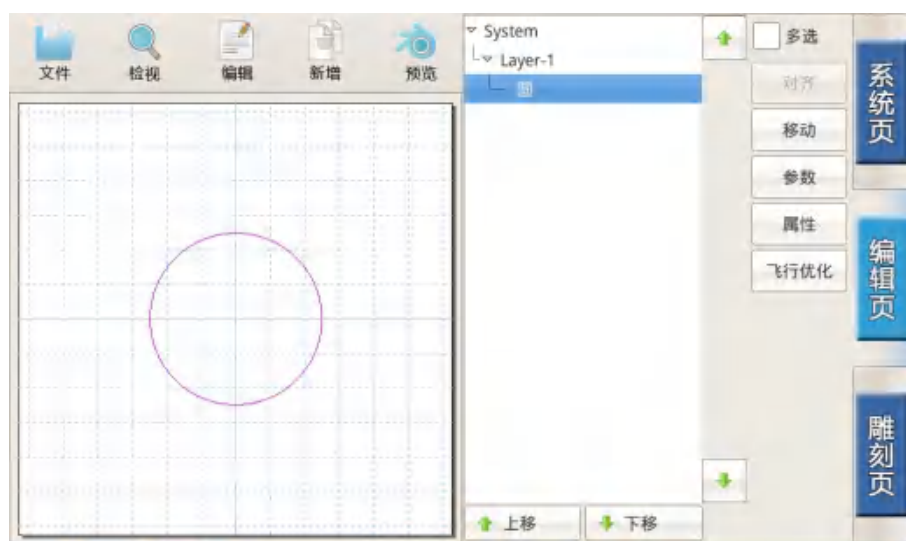 文件
检视
编辑
新增
预览
System
Layer-1
圆
上移
下移
多选
对齐
移动
参数
属性
飞行优化
系统页
编辑页
雕刻页